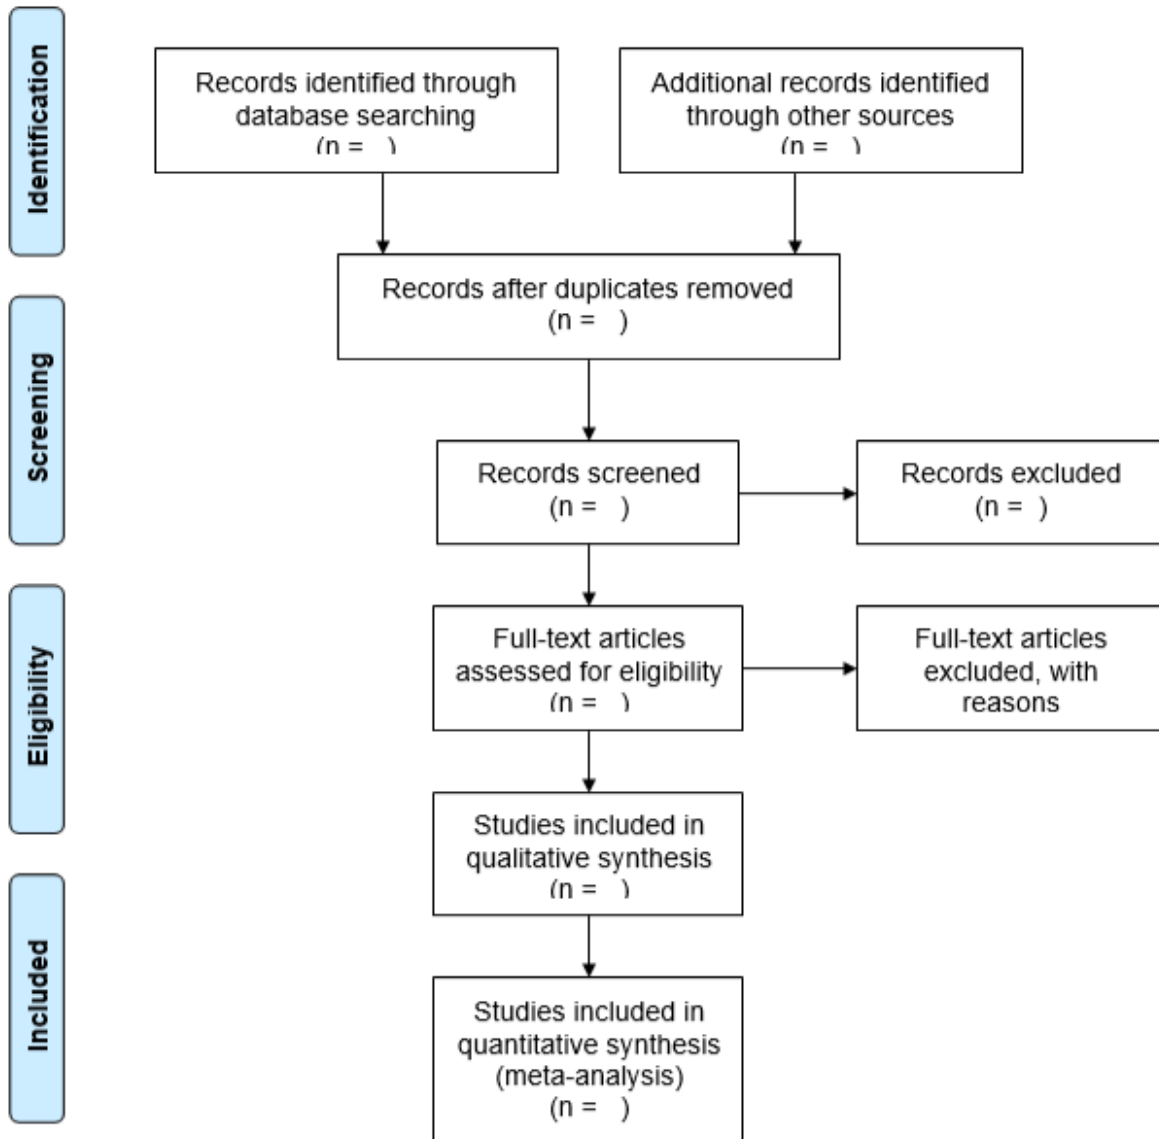 Identification
Records identified through
database searching
(n =   )
Additional records identified
through other sources
(n =   )
Records after duplicates removed
(n =   )
Screening
Records screened
(n =   )
Records excluded
(n =  )
Eligibility
Full-text articles
assessed for eligibility
(n =   )
Full-text articles
excluded, with
reasons
Studies included in
qualitative synthesis
(n =   )
Included
Studies included in
quantitative synthesis
(meta-analysis)
(n =   )